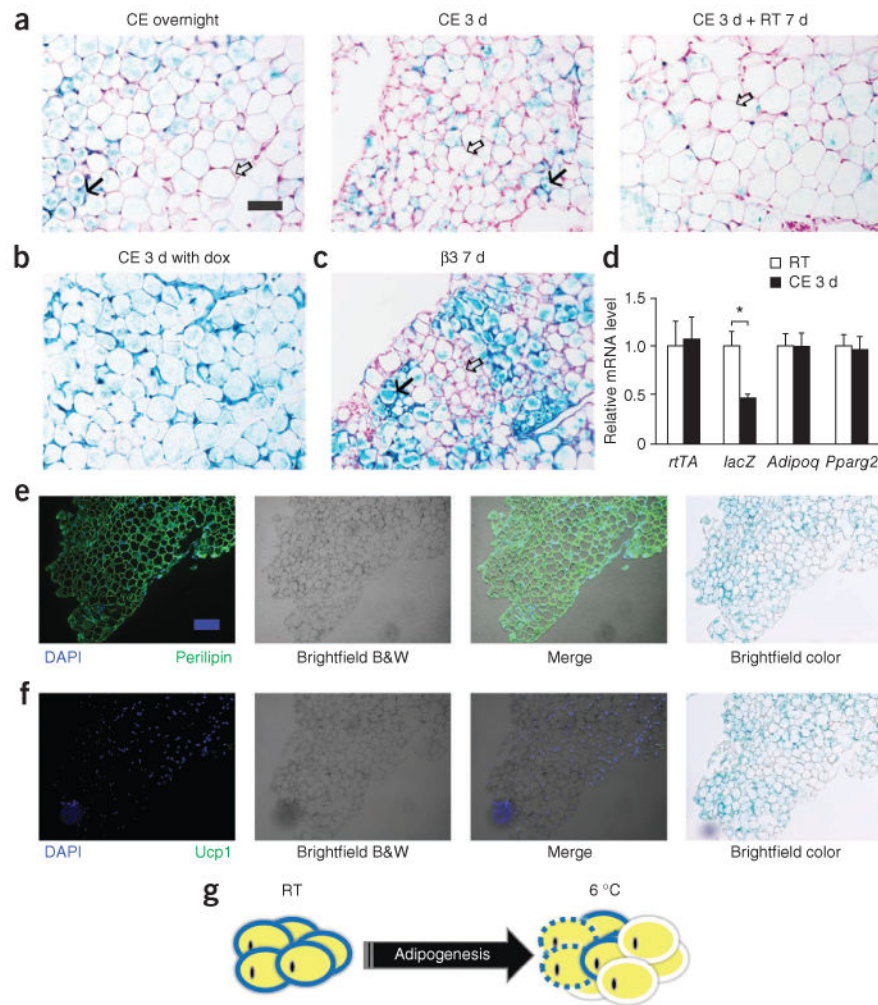 a
CE overnight
CE 3 d
CE 3 d + RT 7 d
b
CE 3 d with dox
c
β3 7 d
d
RT
CE 3 d
Relative mRNA level
1.5
1.0
0.5
0
*
rtTA
lacZ
Adipoq
Pparg2
e
DAPI
Perilipin
Brightfield B&W
Merge
Brightfield color
f
DAPI
Ucp1
Brightfield B&W
Merge
Brightfield color
g
RT
6 °C
Adipogenesis